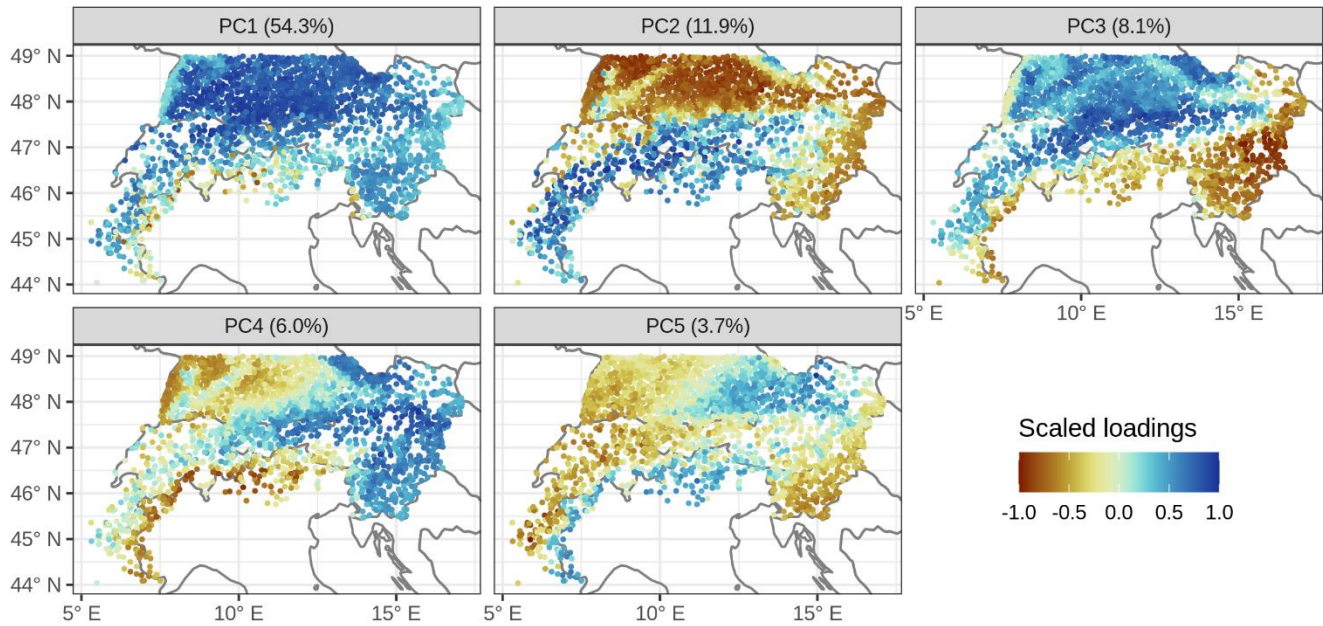 PC1 (54.3%)
PC2 (11.9%)
PC3 (8.1%)
49° N
48° N
47° N
46° N
45° N
44° N
5° E
10° E
15° E
PC4 (6.0%)
PC5 (3.7%)
49° N
48° N
47° N
46° N
45° N
44° N
5° E
10° E
15° E
5° E
10° E
15° E
Scaled loadings
-1.0
-0.5
0.0
0.5
1.0